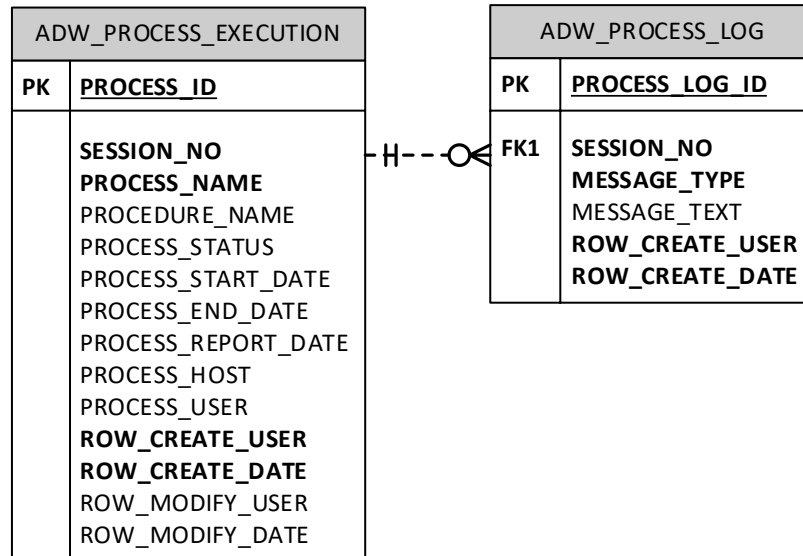 ADW_PROCESS_EXECUTION
PK PROCESS_ID
SESSION_NO
PROCESS_NAME
PROCEDURE_NAME
PROCESS_STATUS
PROCESS_START_DATE
PROCESS_END_DATE
PROCESS_REPORT_DATE
PROCESS_HOST
PROCESS_USER
ROW_CREATE_USER
ROW_CREATE_DATE
ROW_MODIFY_USER
ROW_MODIFY_DATE
ADW_PROCESS_LOG
PK PROCESS_LOG_ID
FK1 SESSION_NO
MESSAGE_TYPE
MESSAGE_TEXT
ROW_CREATE_USER
ROW_CREATE_DATE